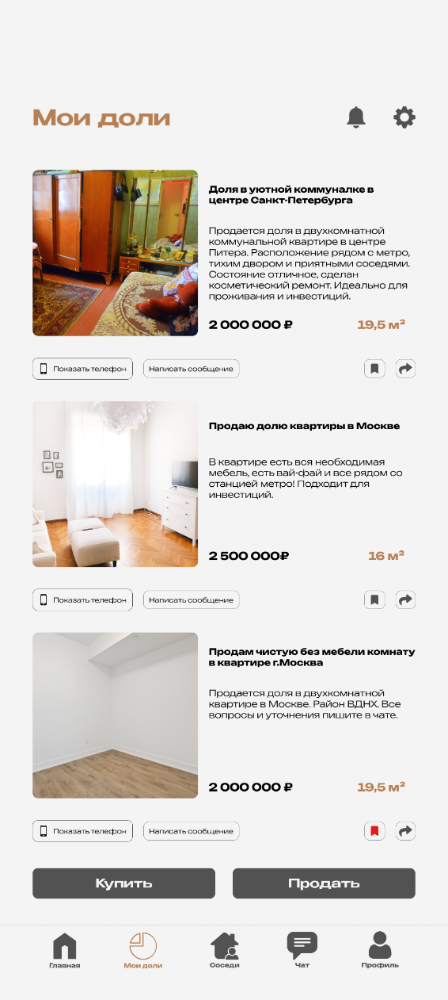 Мои доли
Доля в уютной коммуналке в
центре Санкт-Петербурга
Продается доля в двухкомнатной
коммунальной квартире в центре
Питера. Расположение рядом с метро,
тихим двором и приятными соседями.
Состояние отличное, сделан
косметический ремонт. Идеально для
проживания и инвестиций.
2 000 000 ₽ 19,5 м²
Показать телефон Написать сообщение
Продаю долю квартиры в Москве
В квартире есть вся необходимая
мебель, есть вай-фай и все рядом со
станцией метро! Подходит для
инвестиций.
2 500 000₽ 16 м²
Показать телефон Написать сообщение
Продам чистую без мебели комнату
в квартире г.Москва
Продается доля в двухкомнатной
квартире в Москве. Район ВДНХ. Все
вопросы и уточнения пишите в чате.
2 000 000 ₽ 19,5 м²
Показать телефон Написать сообщение
Купить Продать
Главная Мои доли Соседи Чат Профиль